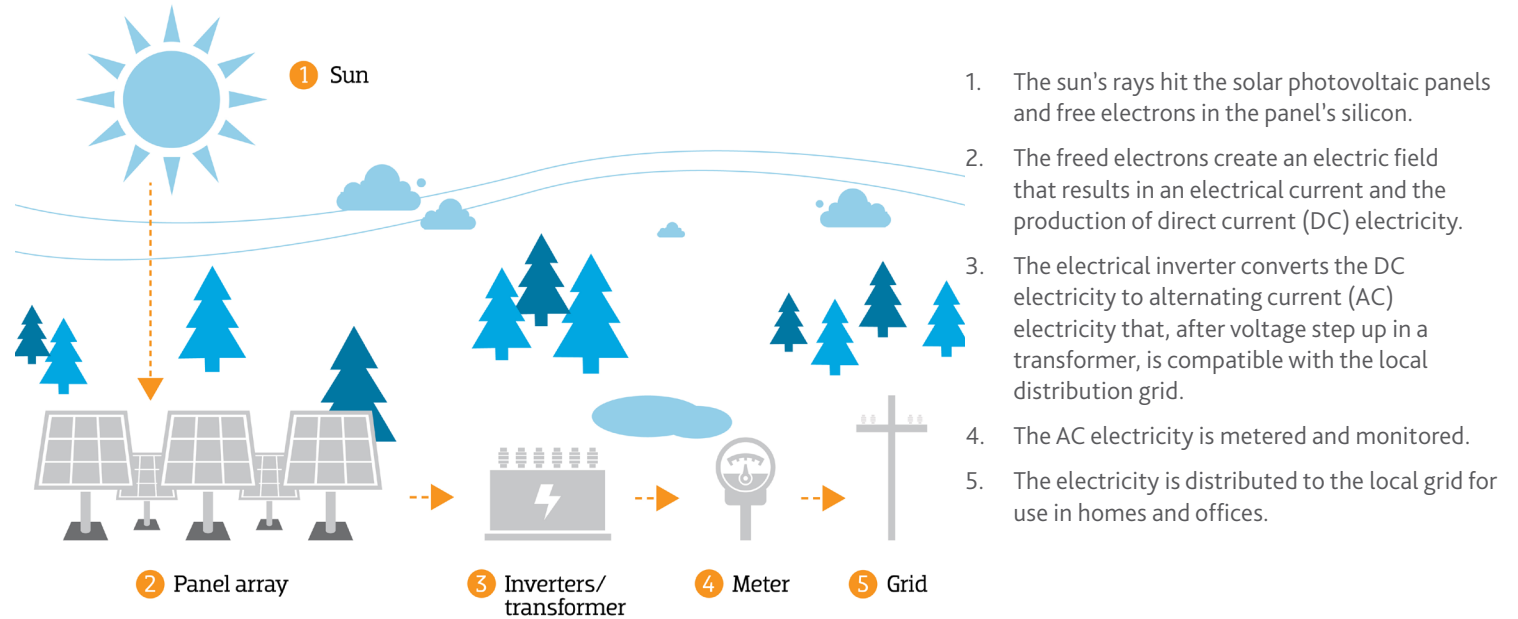 1 Sun
2 Panel array
3 Inverters/
transformer
4 Meter
5 Grid
1. The sun’s rays hit the solar photovoltaic panels
and free electrons in the panel’s silicon.
2. The freed electrons create an electric field
that results in an electrical current and the
production of direct current (DC) electricity.
3. The electrical inverter converts the DC
electricity to alternating current (AC)
electricity that, after voltage step up in a
transformer, is compatible with the local
distribution grid.
4. The AC electricity is metered and monitored.
5. The electricity is distributed to the local grid for
use in homes and offices.